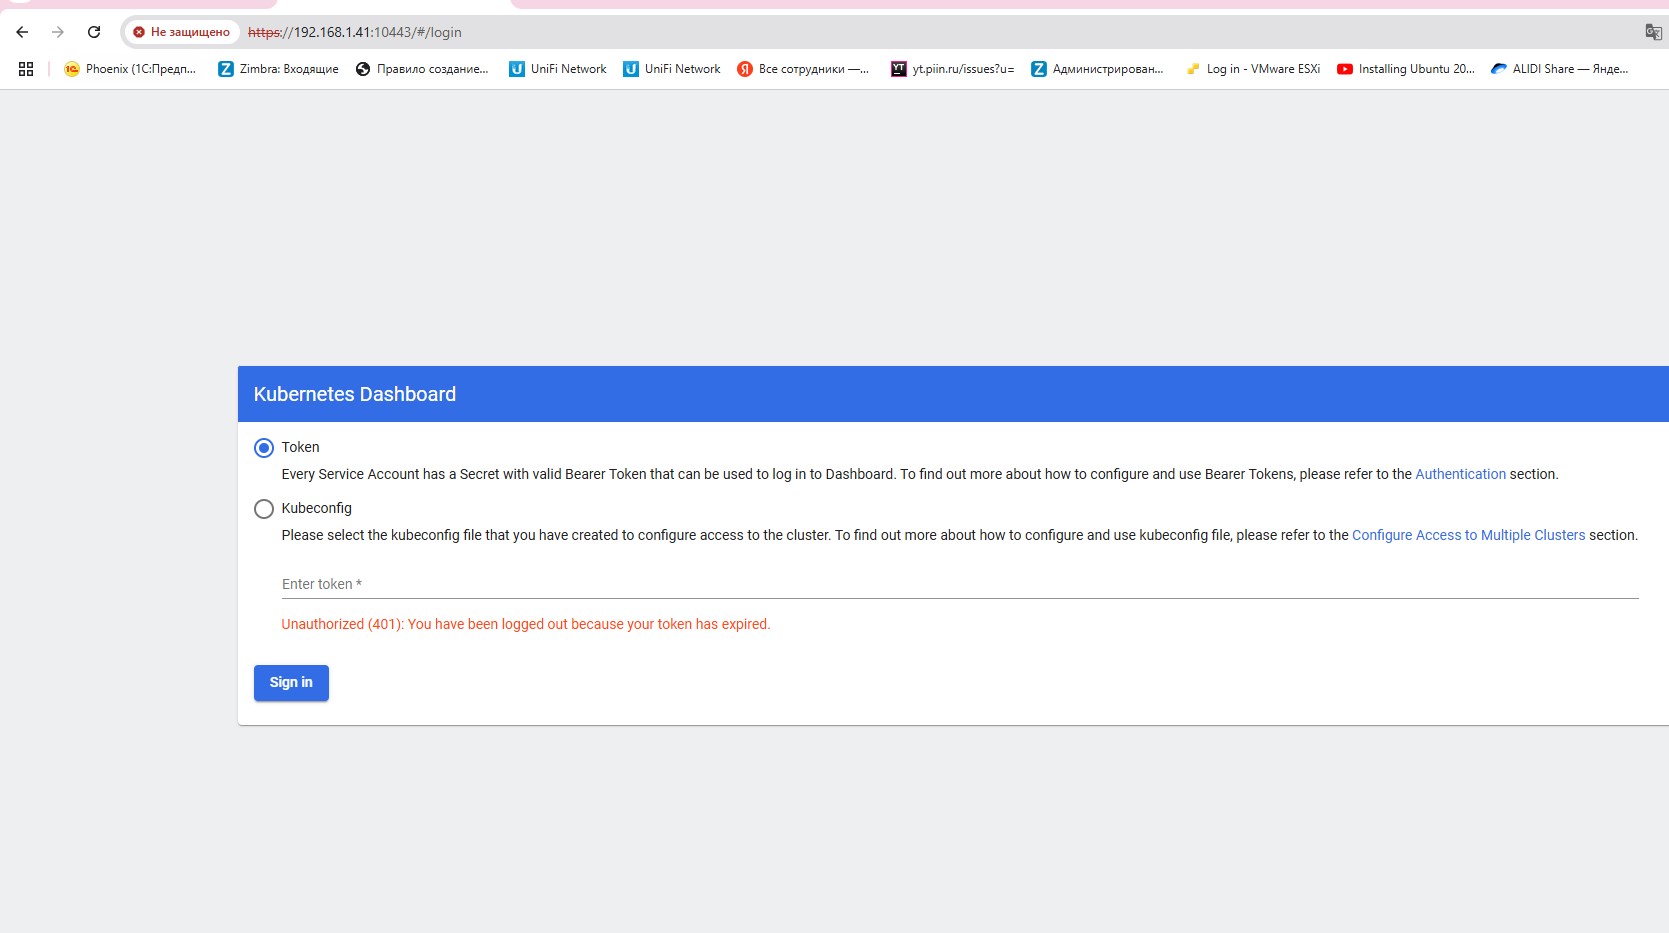 Не защищено https://192.168.1.41:10443/#/login
Phoenix (1С:Предп... Zimbra: Входящие Правило создание... UniFi Network UniFi Network Все сотрудники —... yt.piin.ru/issues?u= Администрирован... Log in - VMware ESXi Installing Ubuntu 20... ALIDI Share — Янде...
Kubernetes Dashboard
Token
Every Service Account has a Secret with valid Bearer Token that can be used to log in to Dashboard. To find out more about how to configure and use Bearer Tokens, please refer to the Authentication section.
Kubeconfig
Please select the kubeconfig file that you have created to configure access to the cluster. To find out more about how to configure and use kubeconfig file, please refer to the Configure Access to Multiple Clusters section.
Enter token *
Unauthorized (401): You have been logged out because your token has expired.
Sign in